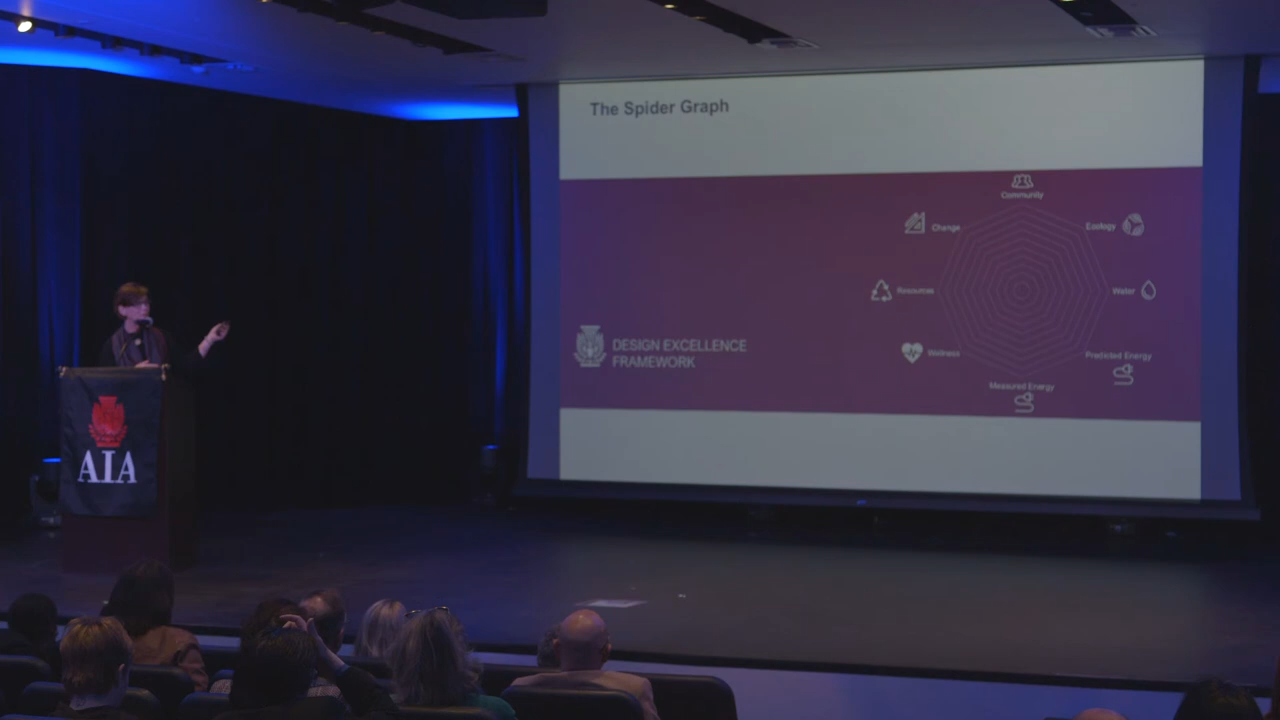 The Spider Graph
Community
Change
Ecology
Resources
Water
Wellness
Predicted Energy
Measured Energy
DESIGN EXCELLENCE
FRAMEWORK
AIA